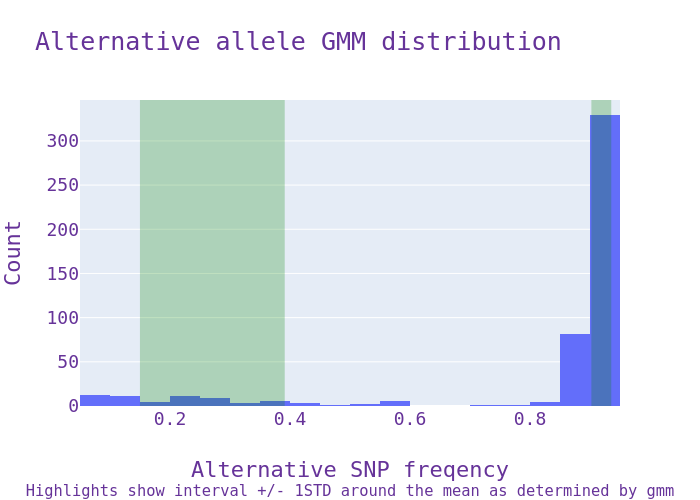 Alternative allele GMM distribution
Count
300
250
200
150
100
50
0
0.2
0.4
0.6
0.8
Alternative SNP freqency
Highlights show interval +/- 1STD around the mean as determined by gmm